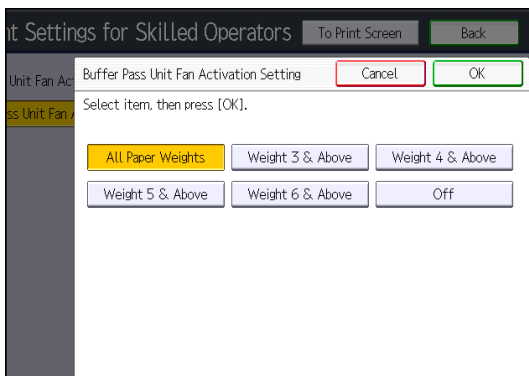 nt Settings for Skilled Operators To Print Screen Back
Unit Fan Ac
ss Unit Fan
Buffer Pass Unit Fan Activation Setting Cancel OK
Select item, then press [OK].
All Paper Weights Weight 3 & Above Weight 4 & Above
Weight 5 & Above Weight 6 & Above Off